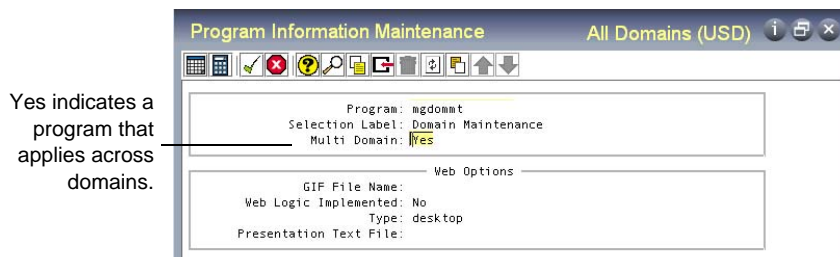 Program Information Maintenance
All Domains (USD)
Yes indicates a
program that
applies across
domains.
Program: mgdommt
Selection Label: Domain Maintenance
Multi Domain: Yes
Web Options
GIF File Name:
Web Logic Implemented: No
Type: desktop
Presentation Text File: